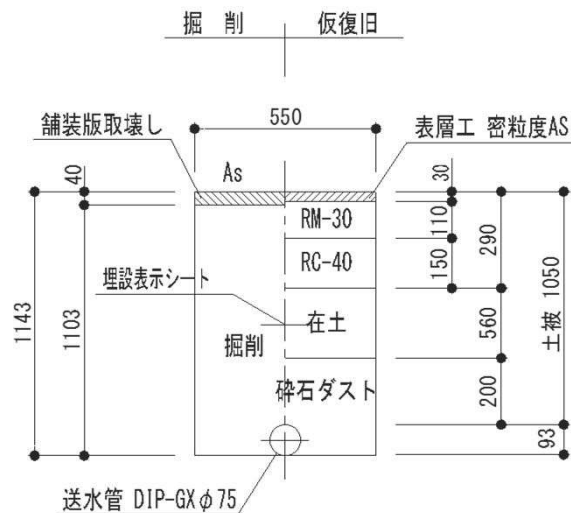 掘 削 仮復旧
550
舗装版取壊し
表層工 密粒度AS
As
40
30
RM-30
110
290
RC-40
150
埋設表示シート
在土
掘削
560
土被 1050
1143
1103
砕石ダスト
200
93
送水管 DIP-GXφ75